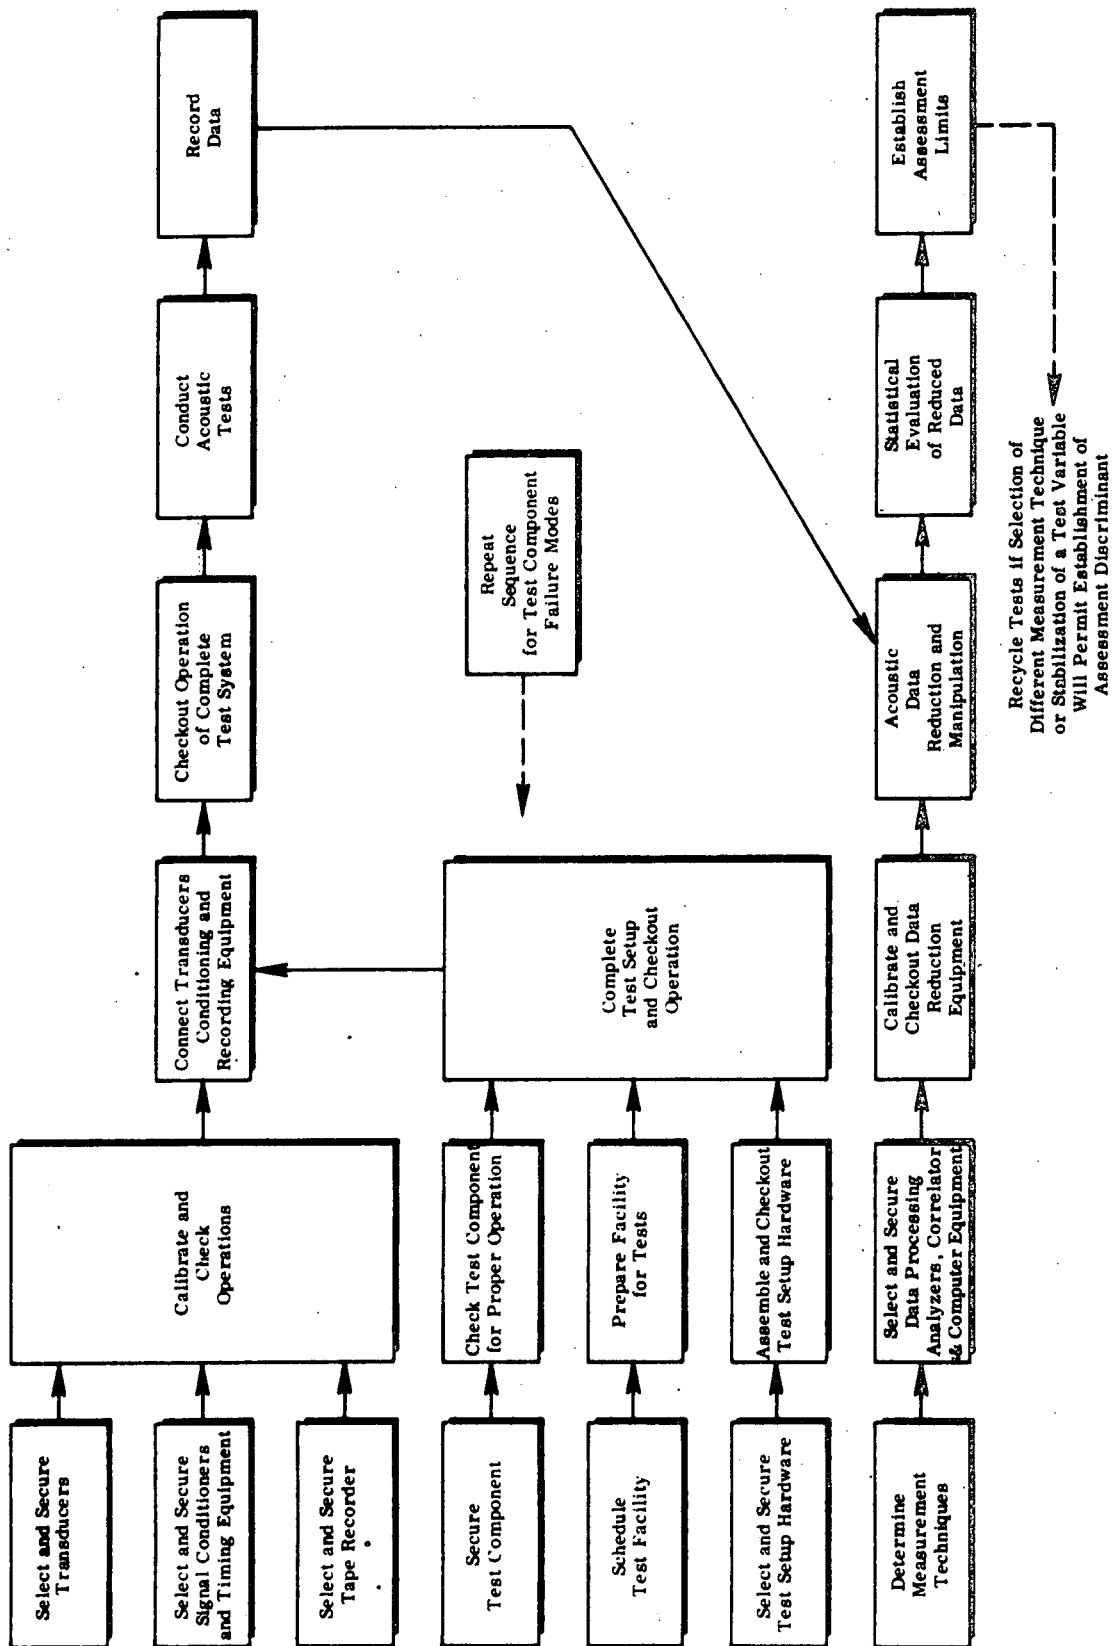 Select and Secure
Transducers
Select and Secure
Signal Conditioners
and Timing Equipment
Select and Secure
Tape Recorder
Calibrate and
Check
Operations
Connect Transducers
Conditioning and
Recording Equipment
Checkout Operation
of Complete
Test System
Conduct
Acoustic
Tests
Record
Data
Secure
Test Component
Check Test Component
for Proper Operation
Schedule
Test Facility
Prepare Facility
for Tests
Select and Secure
Test Setup Hardware
Assemble and Checkout
Test Setup Hardware
Complete
Test Setup
and Checkout
Operation
Repeat
Sequence
for Test Component
Failure Modes
Determine
Measurement
Techniques
Select and Secure
Data Processing
Analyzers, Correlator
& Computer Equipment
Calibrate and
Checkout Data
Reduction
Equipment
Acoustic
Data
Reduction and
Manipulation
Statistical
Evaluation
of Reduced
Data
Establish
Assessment
Limits
Recycle Tests if Selection of
Different Measurement Technique
or Stabilization of a Test Variable
Will Permit Establishment of
Assessment Discriminant